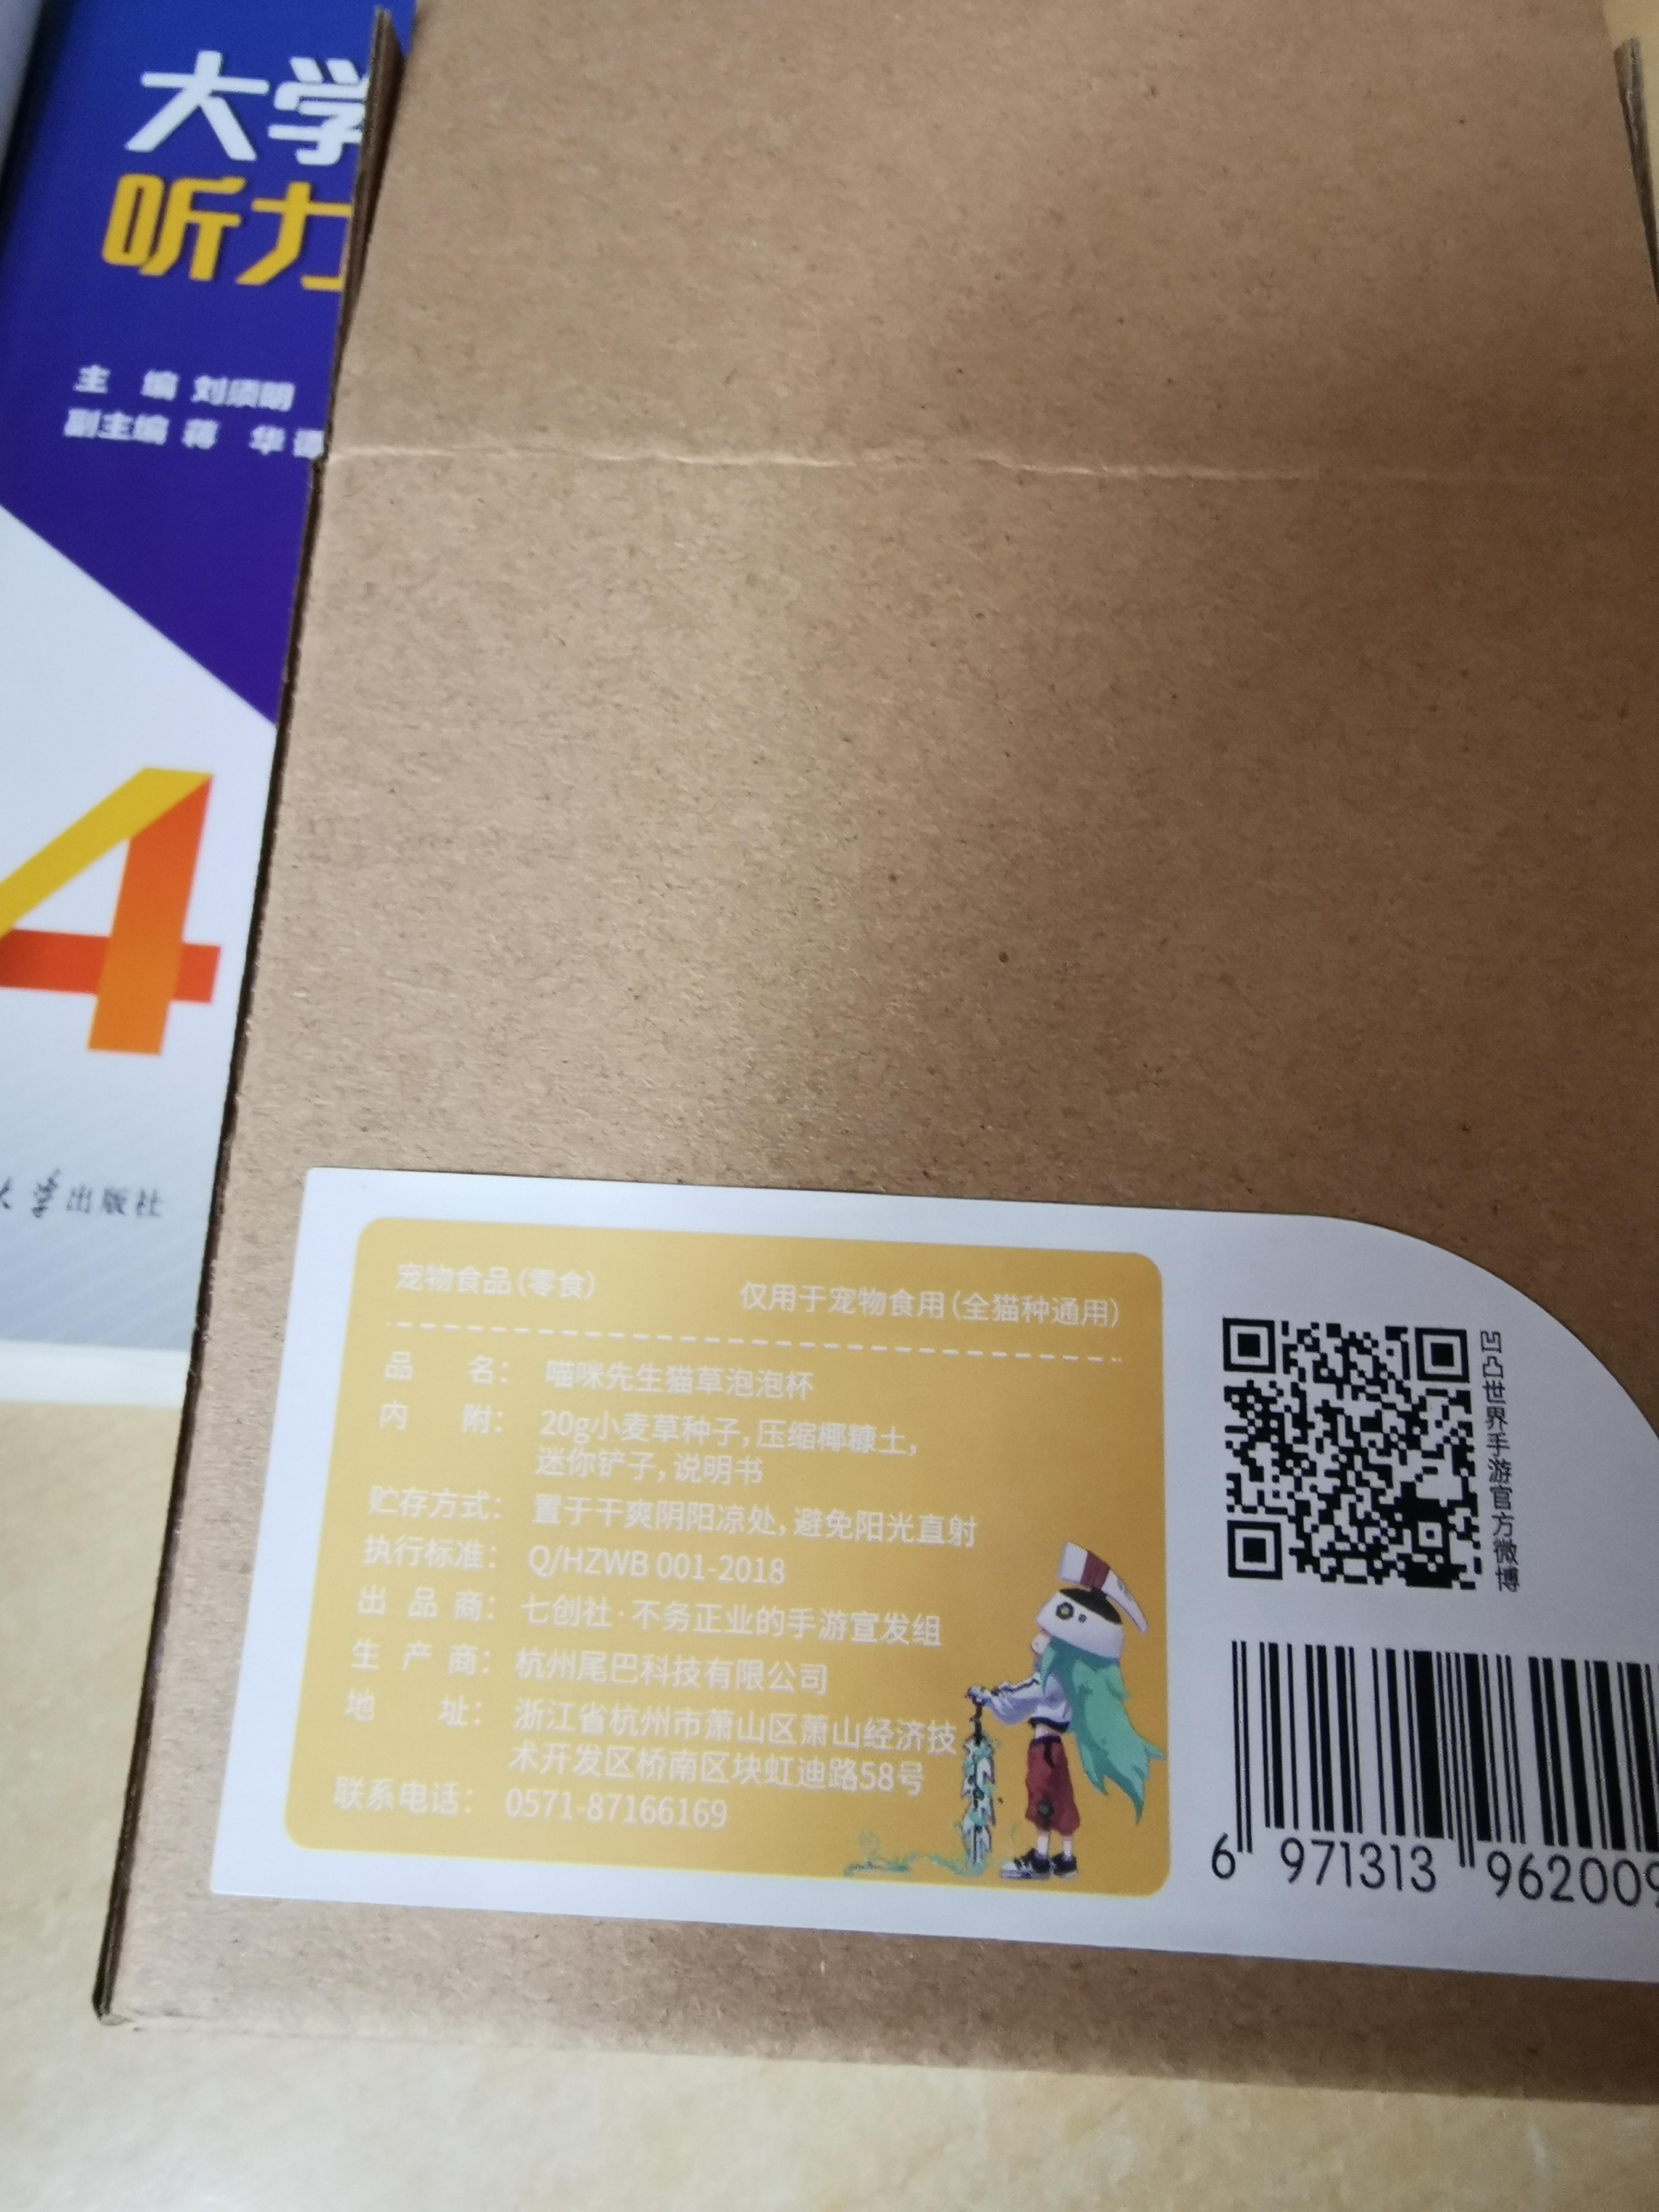 大学
听力
主 编 刘须明
副主编 蒋 华 谭
4
大学出版社
宠物食品(零食)
仅用于宠物食用(全猫种通用)
品名: 喵咪先生猫草泡泡杯
内附: 20g小麦草种子,压缩椰糠土,
迷你铲子,说明书
贮存方式: 置于干爽阴阳凉处,避免阳光直射
执行标准: Q/HZWB 001-2018
出品商: 七创社·不务正业的手游宣发组
生产商: 杭州尾巴科技有限公司
地址: 浙江省杭州市萧山区萧山经济技
术开发区桥南区块虹迪路58号
联系电话: 0571-87166169
凹凸世界手游官方微博
6 971313 962009